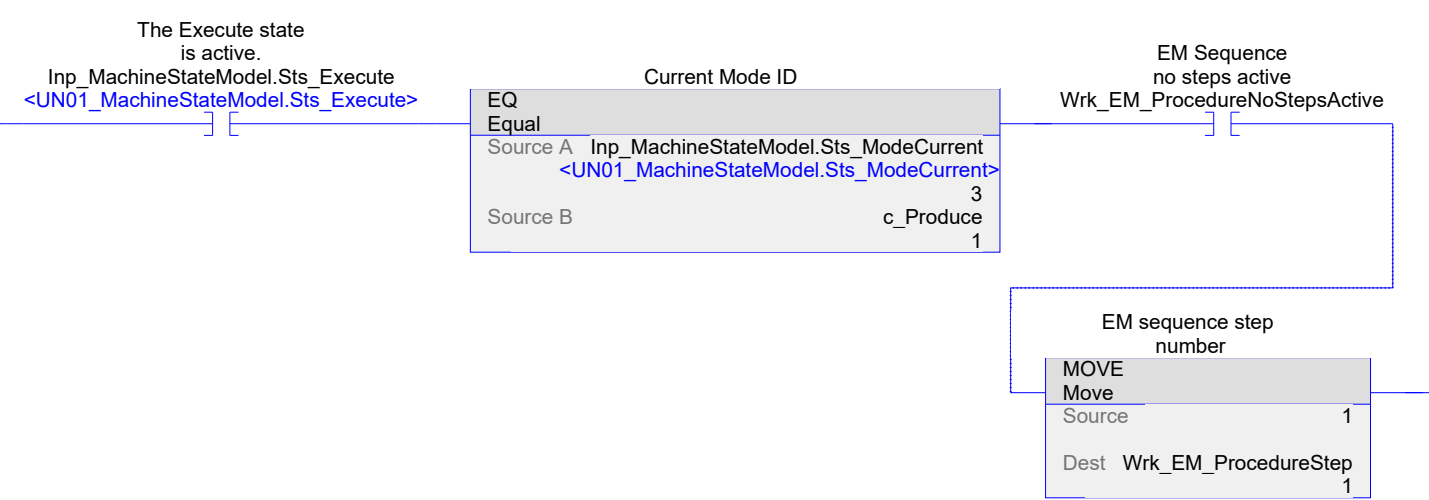 The Execute state
is active.
Inp_MachineStateModel.Sts_Execute
<UN01_MachineStateModel.Sts_Execute>
Current Mode ID
EQ
Equal
Source A Inp_MachineStateModel.Sts_ModeCurrent
<UN01_MachineStateModel.Sts_ModeCurrent>
3
Source B c_Produce
1
EM Sequence
no steps active
Wrk_EM_ProcedureNoStepsActive
EM sequence step
number
MOVE
Move
Source 1
Dest Wrk_EM_ProcedureStep
1